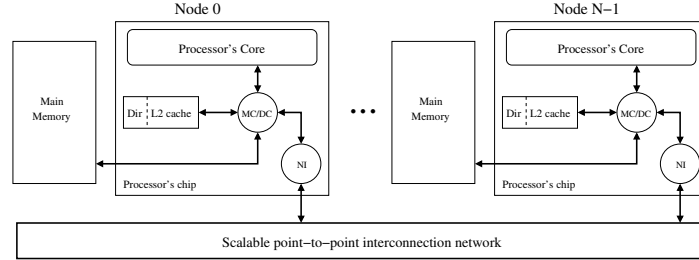 Node 0
Node N−1
Processor's Core
Processor's Core
Main
Memory
Dir
L2 cache
MC/DC
Main
Memory
Dir
L2 cache
MC/DC
NI
NI
Processor's chip
Processor's chip
Scalable point−to−point interconnection network